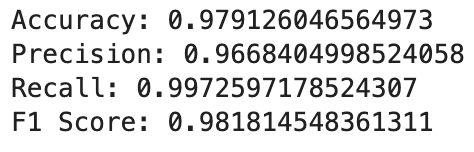 Accuracy: 0.979126046564973
Precision: 0.9668404998524058
Recall: 0.9972597178524307
F1 Score: 0.981814548361311